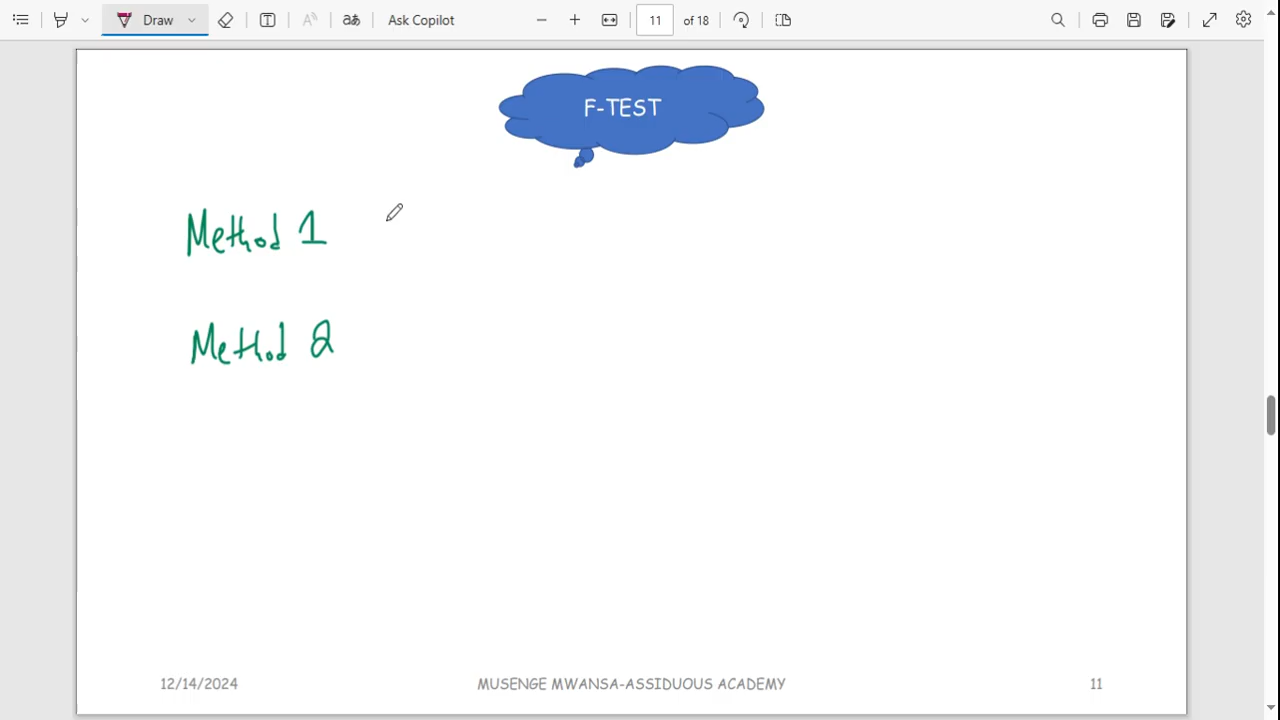 Draw Ask Copilot 11 of 18
F-TEST
Method 1
Method 2
12/14/2024 MUSENGE MWANSA-ASSIDUOUS ACADEMY 11